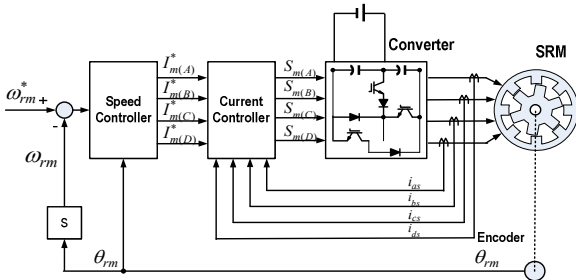 Converter
SRM
ω*rm +
-
Speed
Controller
I*m(A)
I*m(B)
I*m(C)
I*m(D)
Current
Controller
Sm(A)
Sm(B)
Sm(C)
Sm(D)
ωrm
S
ias
ibs
ics
ids
Encoder
θrm
θrm